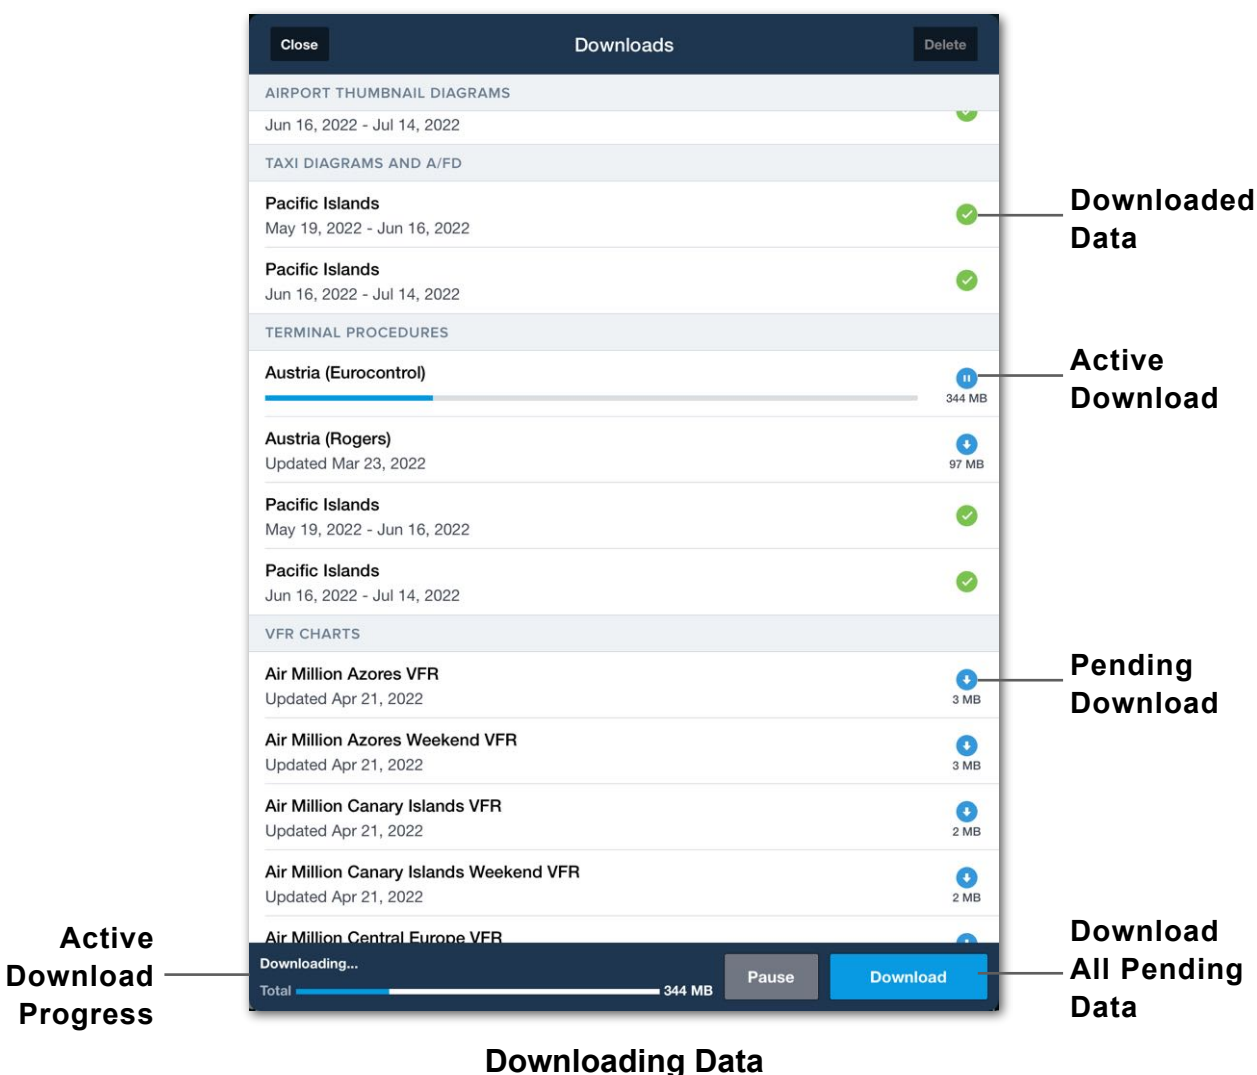 Close
Downloads
Delete
AIRPORT THUMBNAIL DIAGRAMS
Jun 16, 2022 - Jul 14, 2022
TAXI DIAGRAMS AND A/FD
Pacific Islands
May 19, 2022 - Jun 16, 2022
Downloaded
Data
Pacific Islands
Jun 16, 2022 - Jul 14, 2022
TERMINAL PROCEDURES
Austria (Eurocontrol)
344 MB
Active
Download
Austria (Rogers)
Updated Mar 23, 2022
97 MB
Pacific Islands
May 19, 2022 - Jun 16, 2022
Pacific Islands
Jun 16, 2022 - Jul 14, 2022
VFR CHARTS
Air Million Azores VFR
Updated Apr 21, 2022
3 MB
Pending
Download
Air Million Azores Weekend VFR
Updated Apr 21, 2022
3 MB
Air Million Canary Islands VFR
Updated Apr 21, 2022
2 MB
Air Million Canary Islands Weekend VFR
Updated Apr 21, 2022
2 MB
Air Million Central Europe VFR
Active
Download
Progress
Downloading...
Total
344 MB
Pause
Download
Download
All Pending
Data
Downloading Data